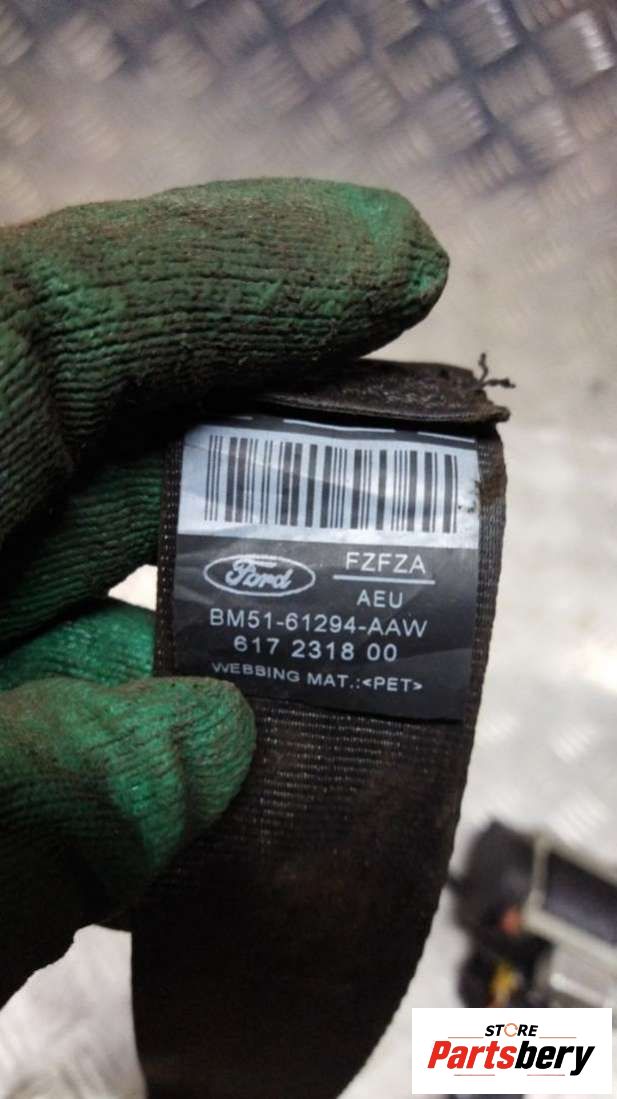 Ford
FZFZA
AEU
BM51-61294-AAW
617 2318 00
WEBBING MAT.:<PET>
STORE
Partsbery